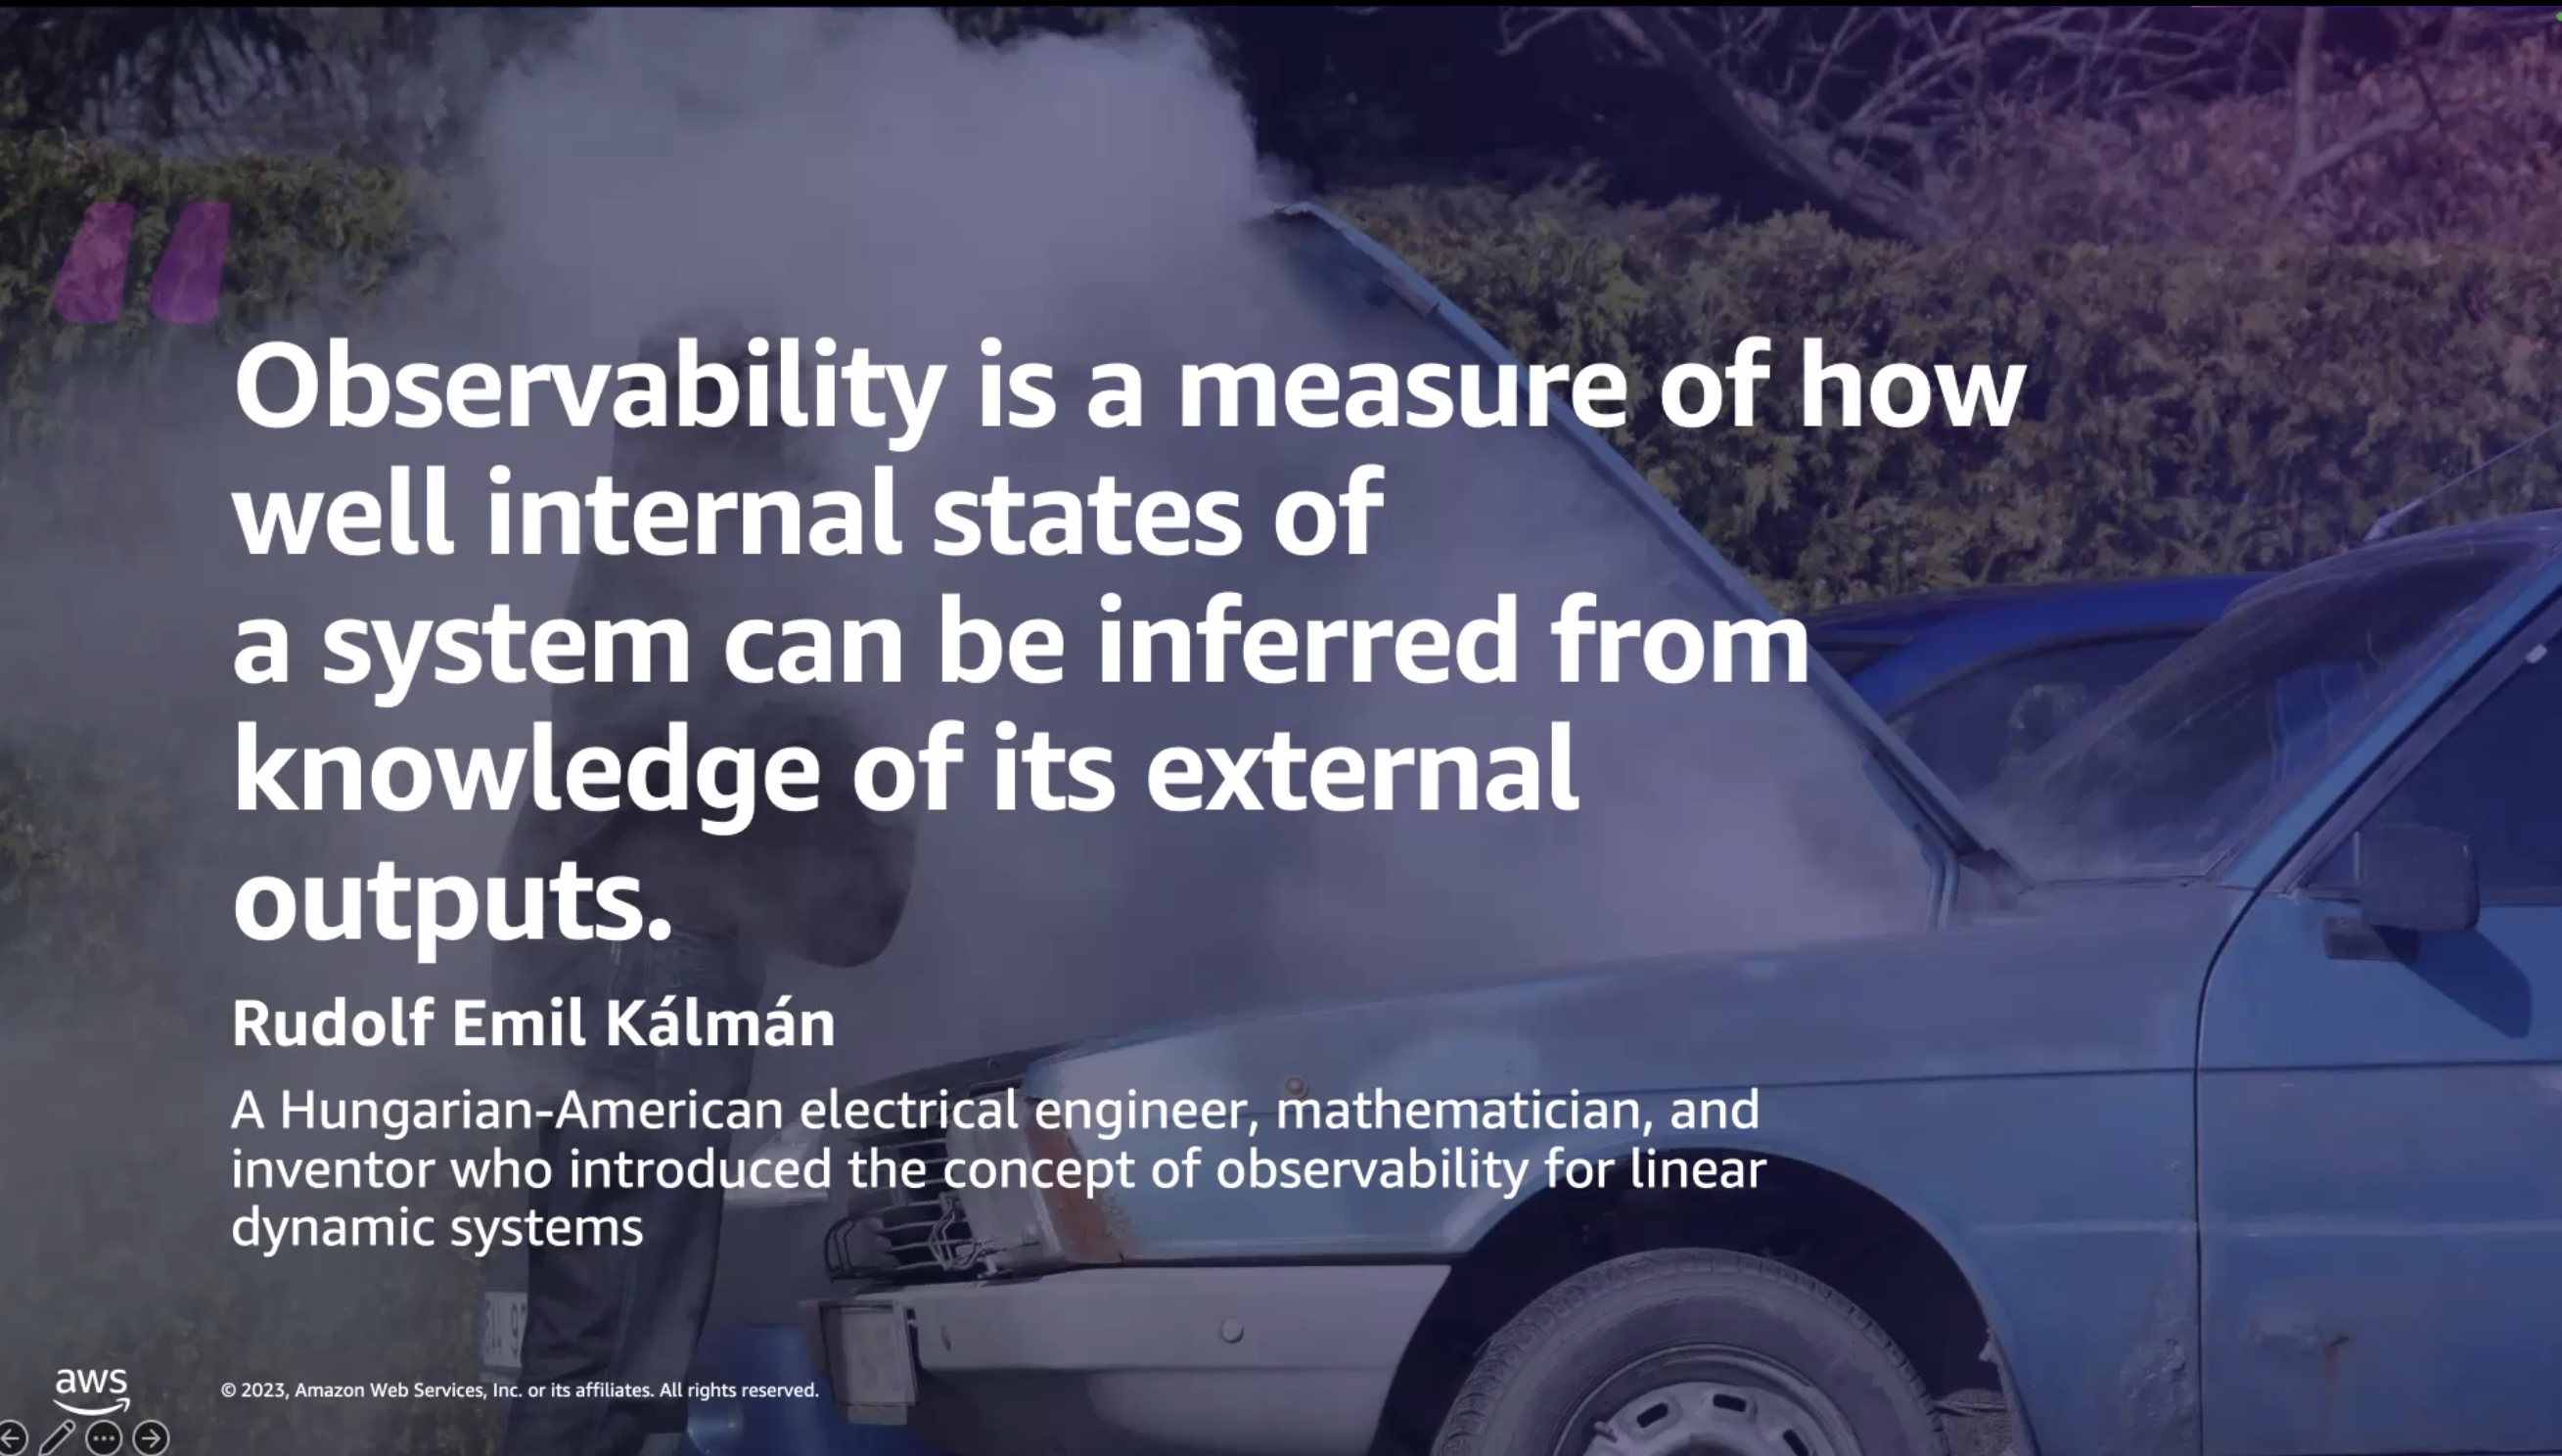 Observability is a measure of how
well internal states of
a system can be inferred from
knowledge of its external
outputs.
Rudolf Emil Kálmán
A Hungarian-American electrical engineer, mathematician, and
inventor who introduced the concept of observability for linear
dynamic systems
aws
© 2023, Amazon Web Services, Inc. or its affiliates. All rights reserved.